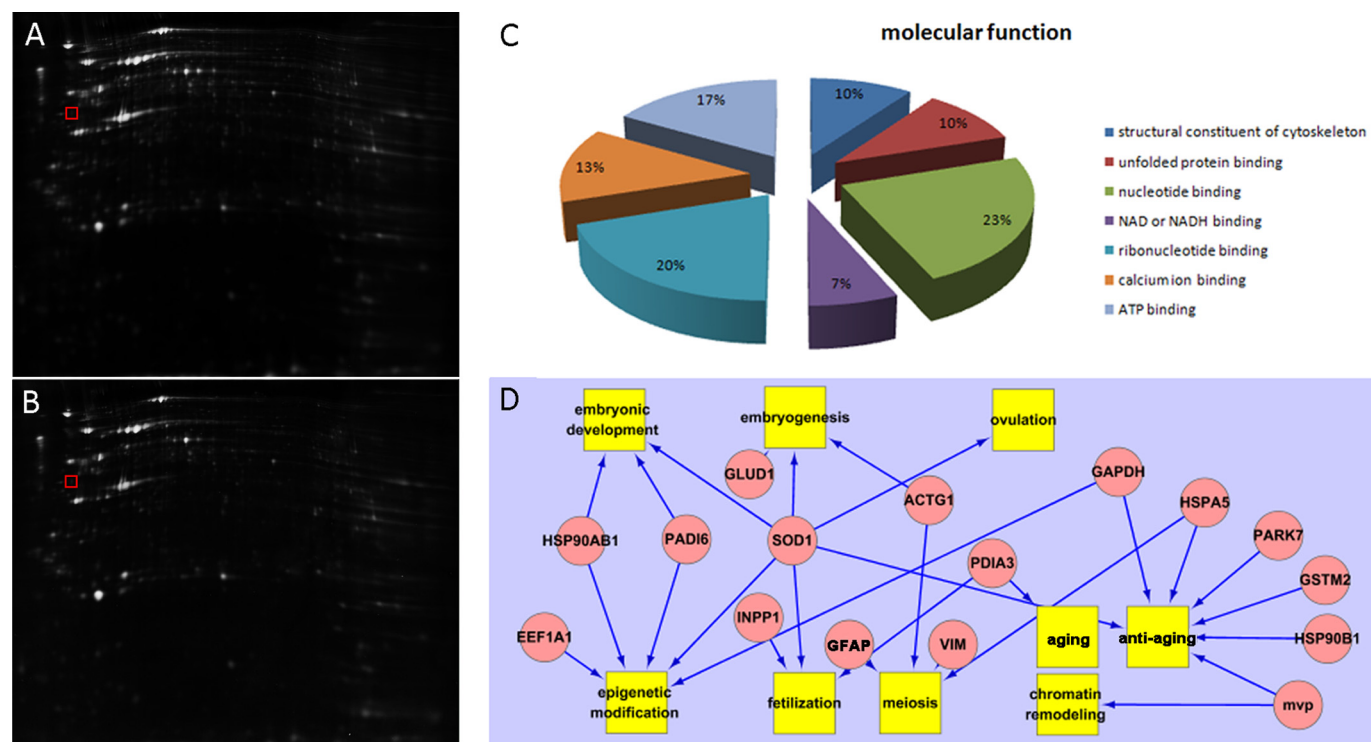 A
B
C
molecular function
10%
10%
23%
7%
20%
13%
17%
structural constituent of cytoskeleton
unfolded protein binding
nucleotide binding
NAD or NADH binding
ribonucleotide binding
calcium ion binding
ATP binding
D
embryonic
development
embryogenesis
ovulation
GLUD1
GAPDH
ACTG1
HSPA5
HSP90AB1
PADI6
SOD1
PARK7
PDIA3
GSTM2
INPP1
EEF1A1
GFAP
VIM
aging
anti-aging
HSP90B1
epigenetic
modification
fetilization
meiosis
chromatin
remodeling
mvp